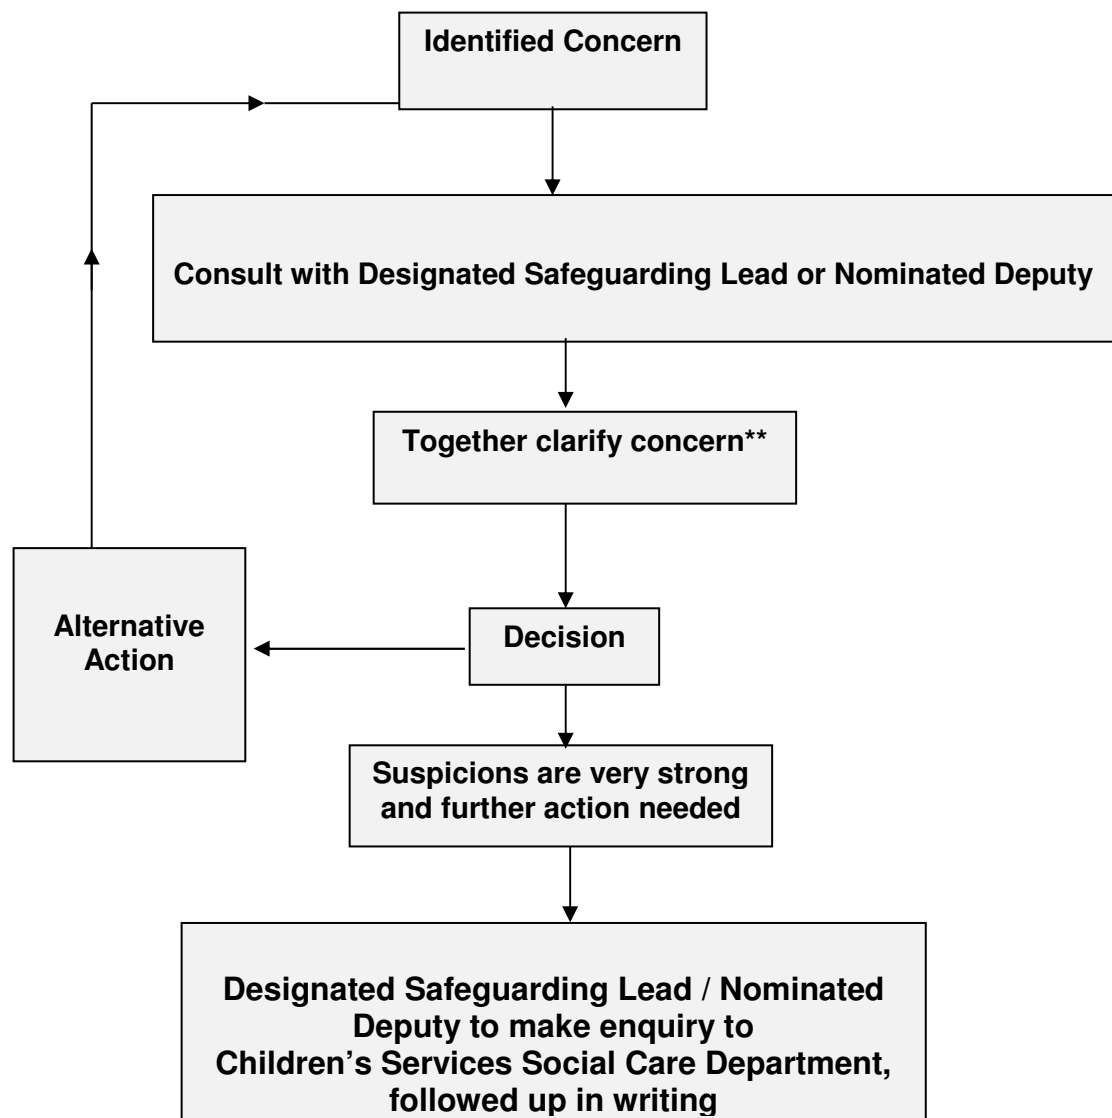 Identified Concern
Consult with Designated Safeguarding Lead or Nominated Deputy
Together clarify concern**
Alternative
Action
Decision
Suspicions are very strong
and further action needed
Designated Safeguarding Lead / Nominated
Deputy to make enquiry to
Children’s Services Social Care Department,
followed up in writing